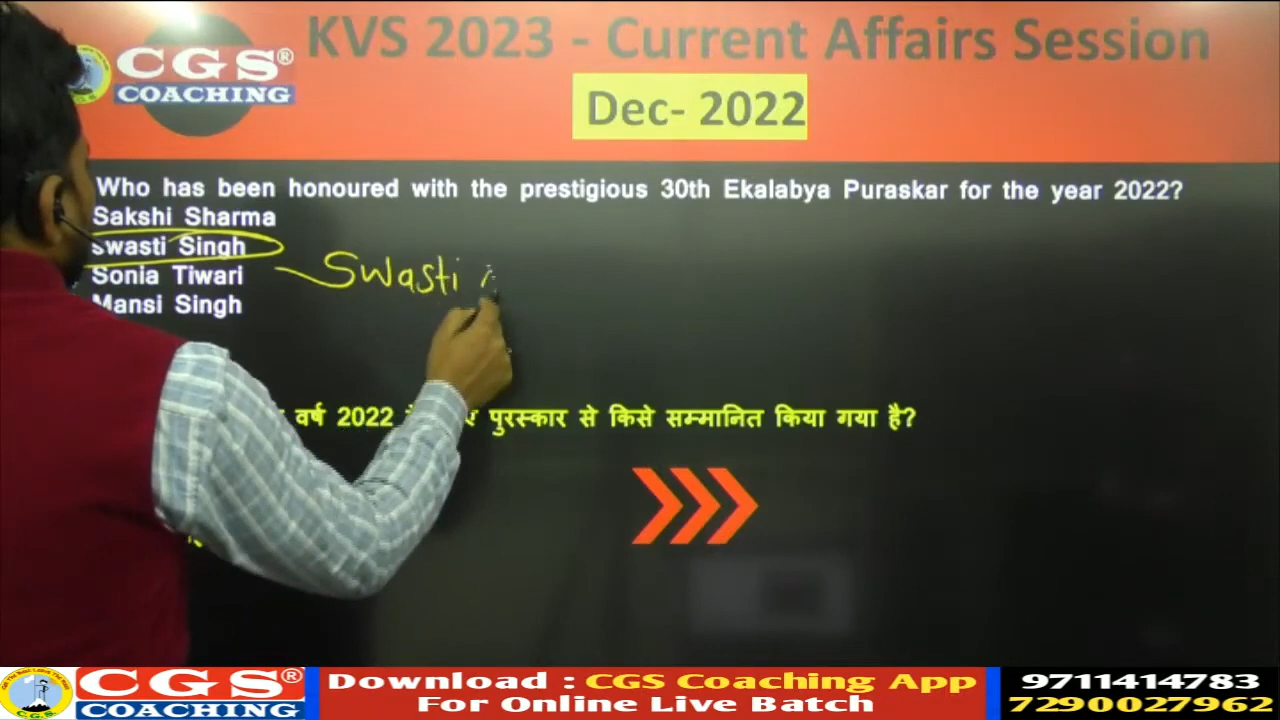 CGS®
COACHING
KVS 2023 - Current Affairs Session
Dec- 2022
Who has been honoured with the prestigious 30th Ekalabya Puraskar for the year 2022?
Sakshi Sharma
Swasti Singh
Sonia Tiwari
Mansi Singh
Swasti
वर्ष 2022 पुरस्कार से किसे सम्मानित किया गया है?
CGS®
COACHING
C.G.S
Download : CGS Coaching App
For Online Live Batch
9711414783
7290027962